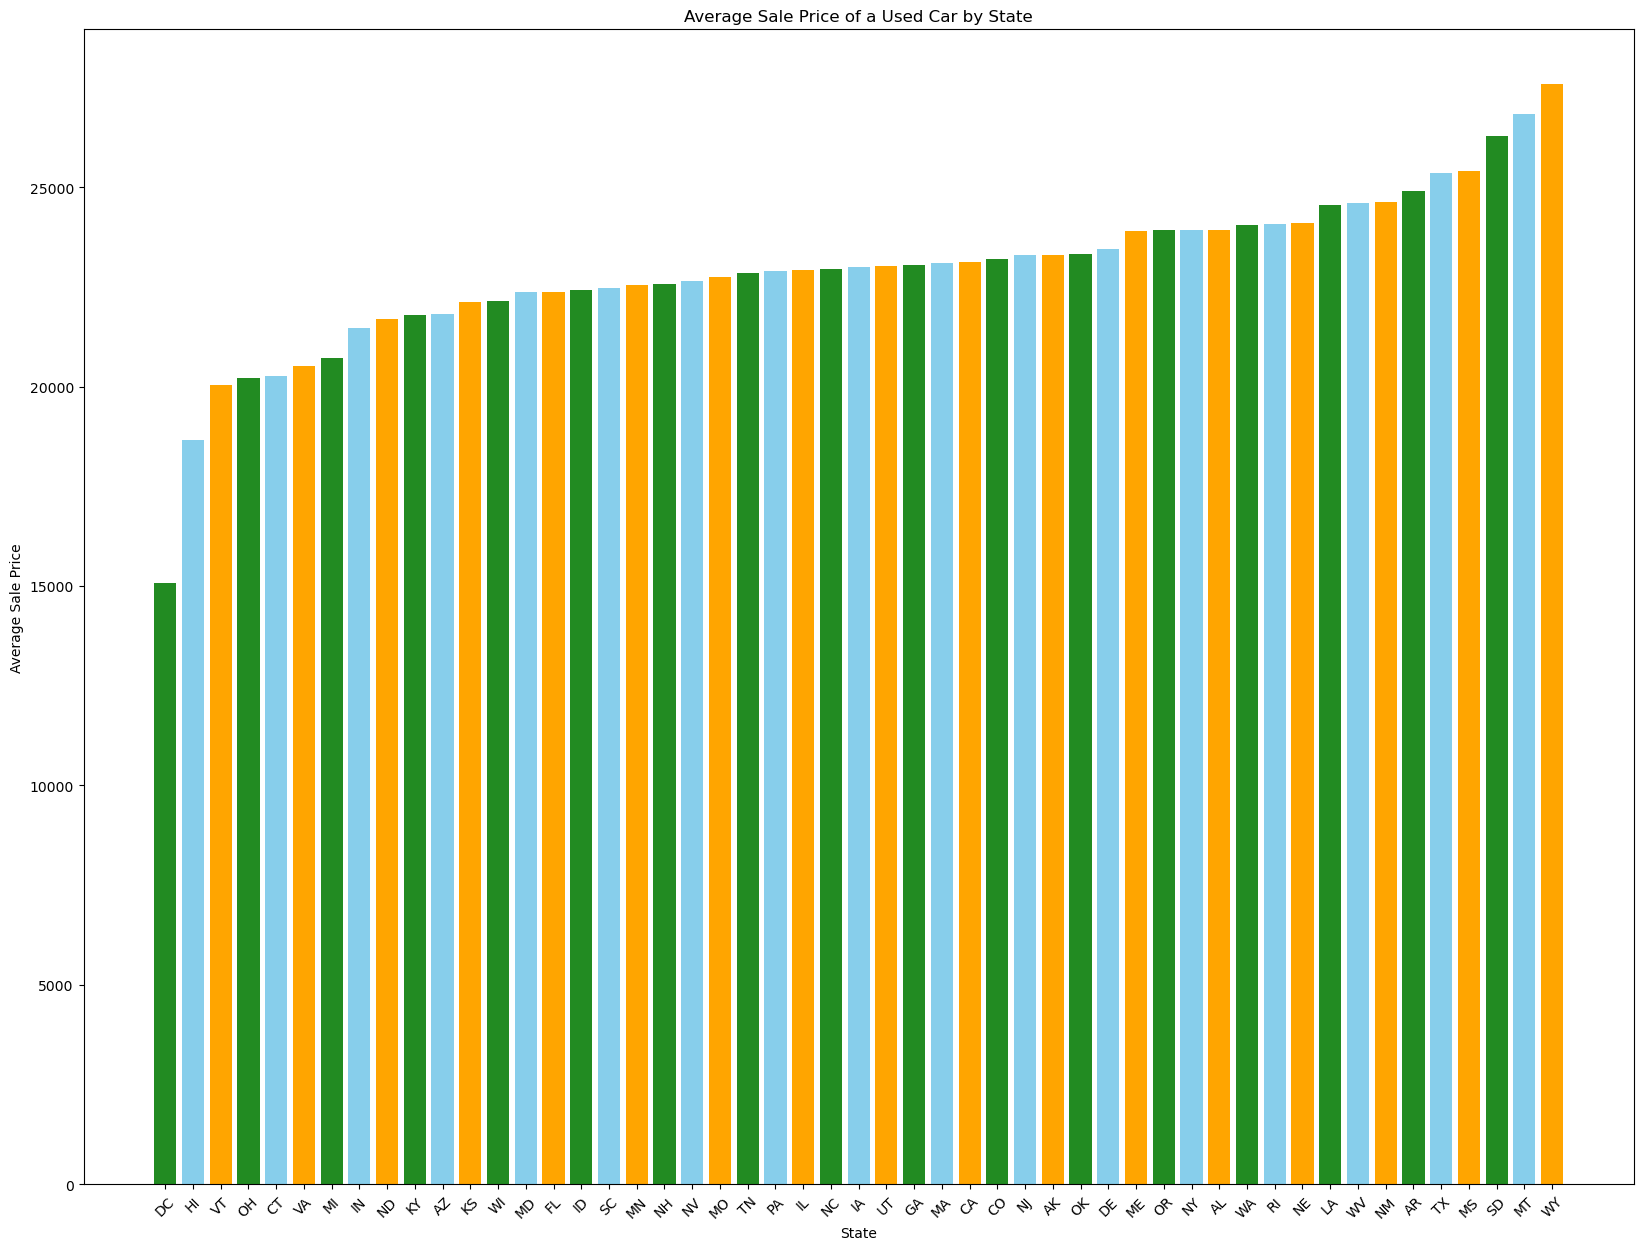 Average Sale Price of a Used Car by State
Average Sale Price
25000
20000
15000
10000
5000
0
DC HI VT OH CT VA MI IN ND KY AZ KS WI MD FL ID SC MN NH NV MO TN PA IL NC IA UT GA MA CA CO NJ AK OK DE ME OR NY AL WA RI NE LA WV NM AR TX MS SD MT WY
State